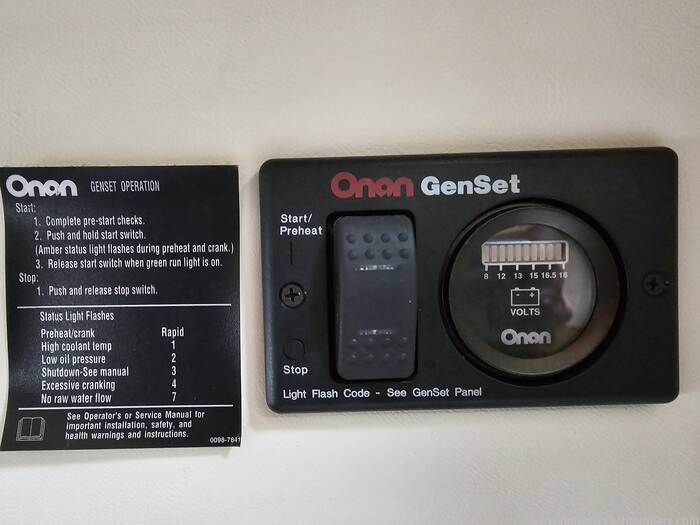 Onan GENSET OPERATION
Start:
1. Complete pre-start checks.
2. Push and hold start switch.
(Amber status light flashes during preheat and crank.)
3. Release start switch when green run light is on.
Stop:
1. Push and release stop switch.
Status Light Flashes
Preheat/crank Rapid
High coolant temp 1
Low oil pressure 2
Shutdown-See manual 3
Excessive cranking 4
No raw water flow 7
See Operator's or Service Manual for
important installation, safety, and
health warnings and instructions.
0098-7841
Onan GenSet
Start/
Preheat
Stop
8 12 13 15 16.5 18
- +
VOLTS
Onan
Light Flash Code - See GenSet Panel